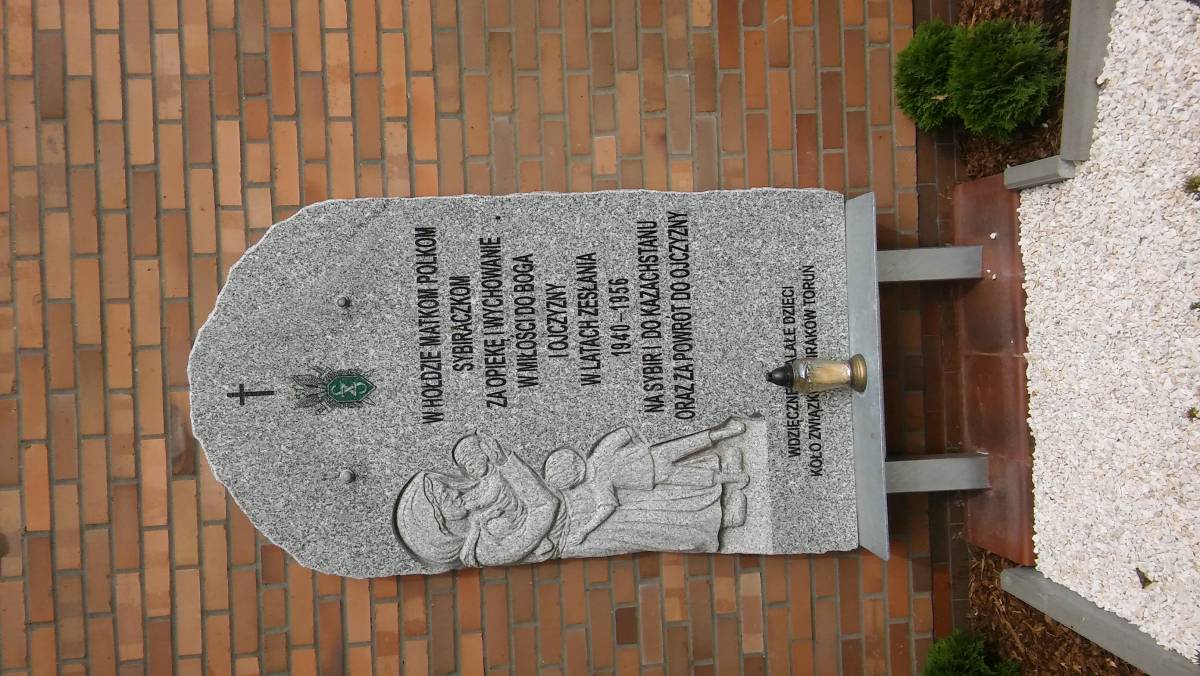 W HOŁDZIE MATKOM POLKOM
SYBIRACZKOM
ZA OPIEKĘ I WYCHOWANIE
W MIŁOŚCI DO BOGA
I OJCZYZNY
W LATACH ZESŁANIA
1940-1956
NA SYBIR I DO KAZACHSTANU
ORAZ ZA POWRÓT DO OJCZYZNY
WDZIĘCZNE DZIECI
KOŁO TORUŃ